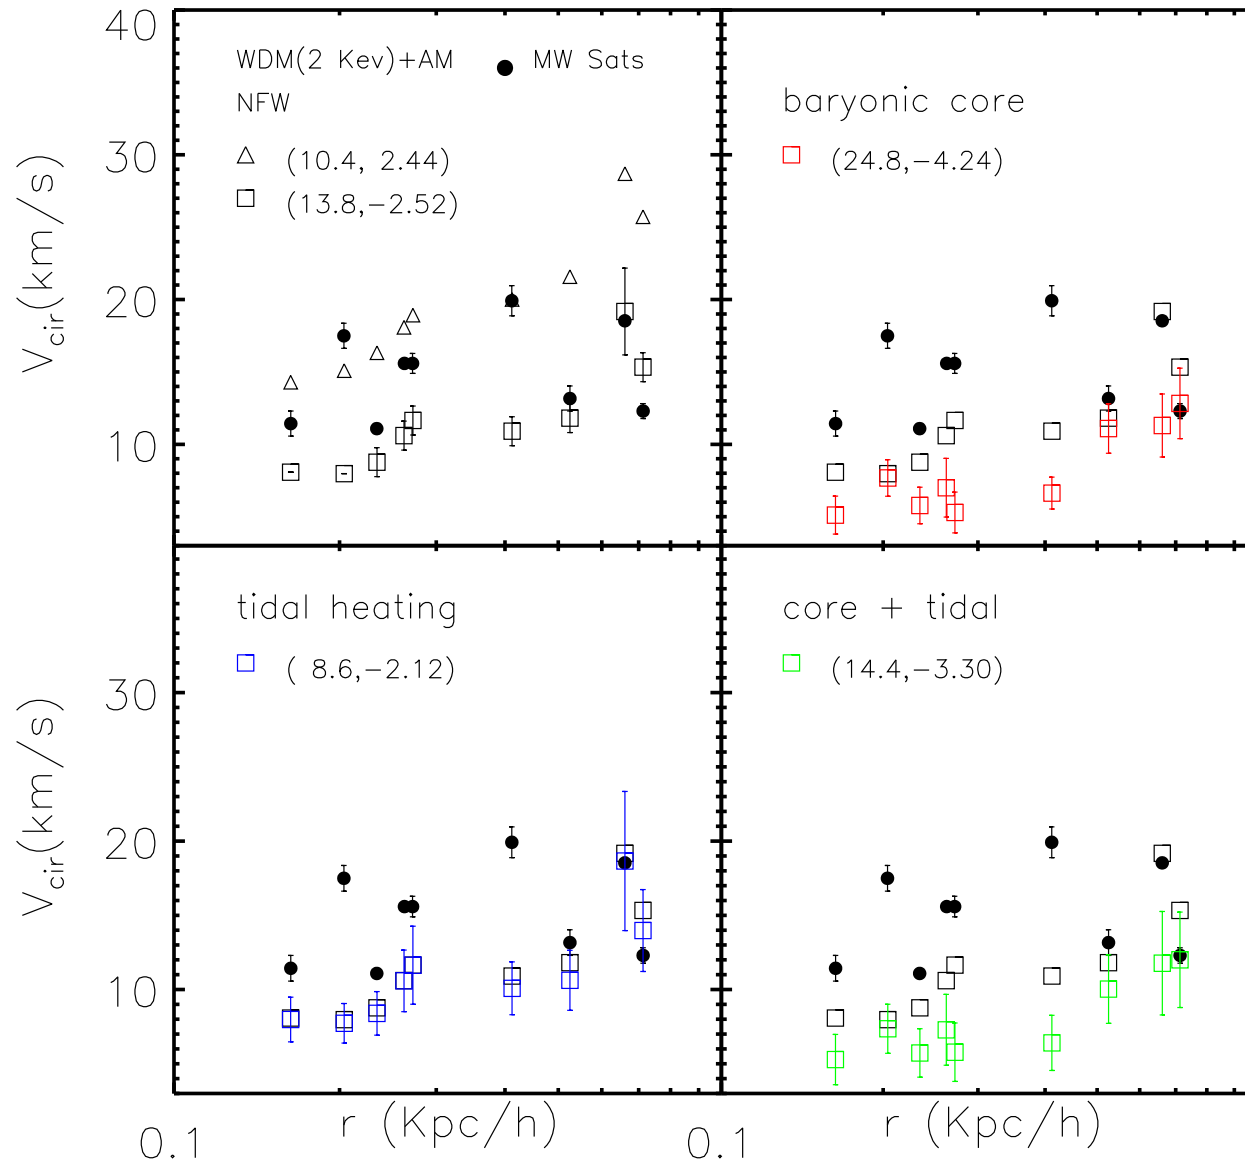 40
WDM(2 Kev)+AM
MW Sats
NFW
(10.4, 2.44)
(13.8,−2.52)
baryonic core
(24.8,−4.24)
30
20
10
Vcir(km/s)
tidal heating
( 8.6,−2.12)
core + tidal
(14.4,−3.30)
30
20
10
Vcir(km/s)
0.1
r (Kpc/h)
0.1
r (Kpc/h)